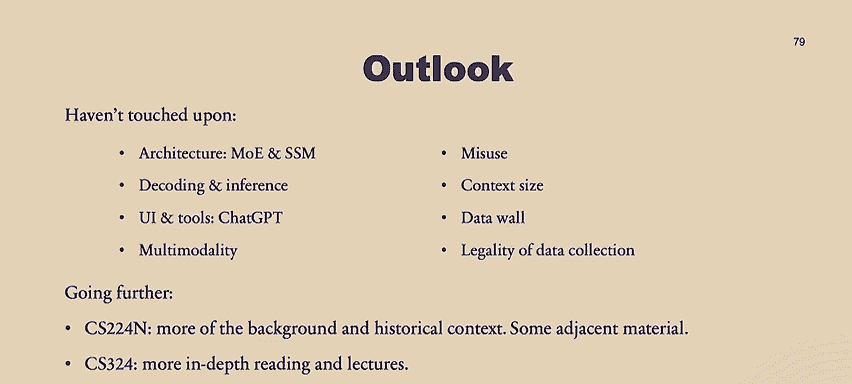 79
Outlook
Haven't touched upon:
• Architecture: MoE & SSM
• Decoding & inference
• UI & tools: ChatGPT
• Multimodality
• Misuse
• Context size
• Data wall
• Legality of data collection
Going further:
• CS224N: more of the background and historical context. Some adjacent material.
• CS324: more in-depth reading and lectures.